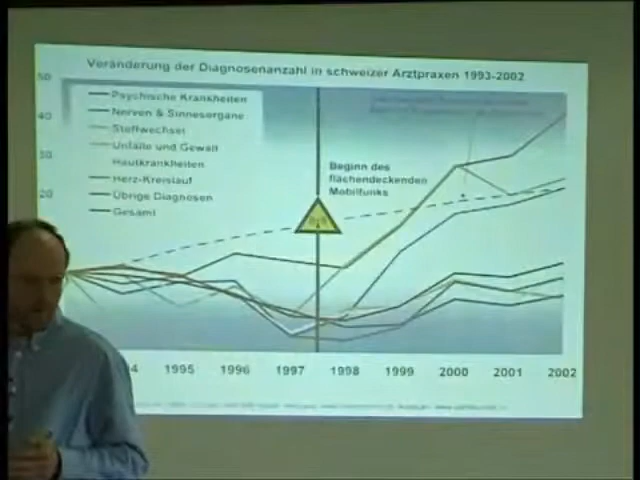 Veränderung der Diagnosenanzahl in schweizer Arztpraxen 1993-2002
50
40
30
20
Psychische Krankheiten
Nerven & Sinnesorgane
Stoffwechsel
Unfälle und Gewalt
Hautkrankheiten
Herz-Kreislauf
Übrige Diagnosen
Gesamt
Beginn des
flächendeckenden
Mobilfunks
4 1995 1996 1997 1998 1999 2000 2001 2002